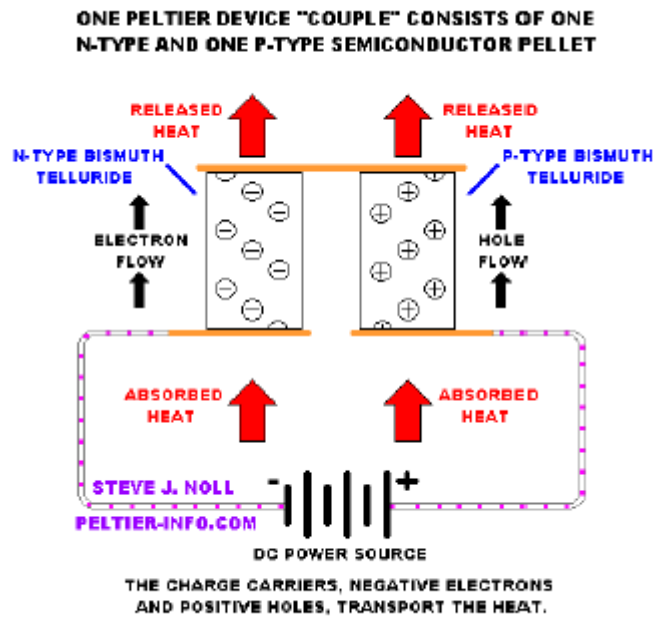 ONE PELTIER DEVICE "COUPLE" CONSISTS OF ONE
N-TYPE AND ONE P-TYPE SEMICONDUCTOR PELLET
RELEASED
HEAT
RELEASED
HEAT
N-TYPE BISMUTH
TELLURIDE
P-TYPE BISMUTH
TELLURIDE
ELECTRON
FLOW
HOLE
FLOW
ABSORBED
HEAT
ABSORBED
HEAT
STEVE J. NOLL
- +
PELTIER-INFO.COM
DC POWER SOURCE
THE CHARGE CARRIERS, NEGATIVE ELECTRONS
AND POSITIVE HOLES, TRANSPORT THE HEAT.